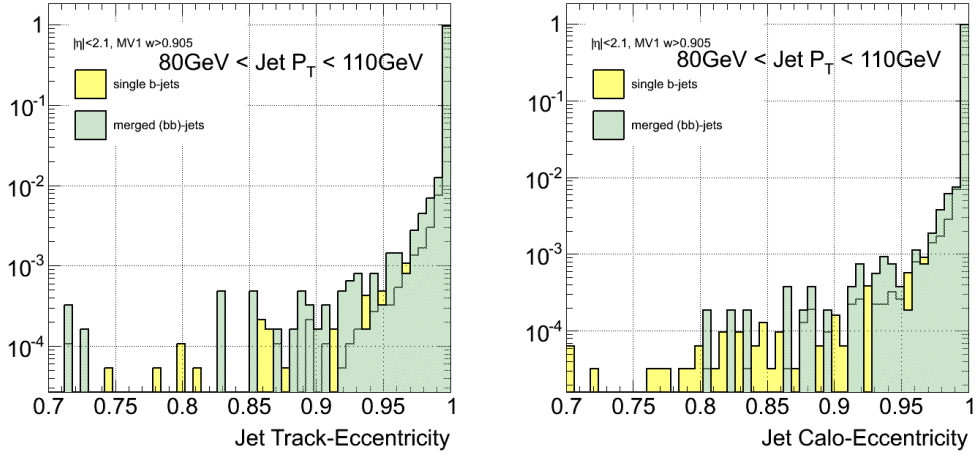 |η|<2.1, MV1 w>0.905
80GeV < Jet P_T < 110GeV
single b-jets
merged (bb)-jets
1
10^-1
10^-2
10^-3
10^-4
0.7 0.75 0.8 0.85 0.9 0.95 1
Jet Track-Eccentricity
|η|<2.1, MV1 w>0.905
80GeV < Jet P_T < 110GeV
single b-jets
merged (bb)-jets
1
10^-1
10^-2
10^-3
10^-4
0.7 0.75 0.8 0.85 0.9 0.95 1
Jet Calo-Eccentricity